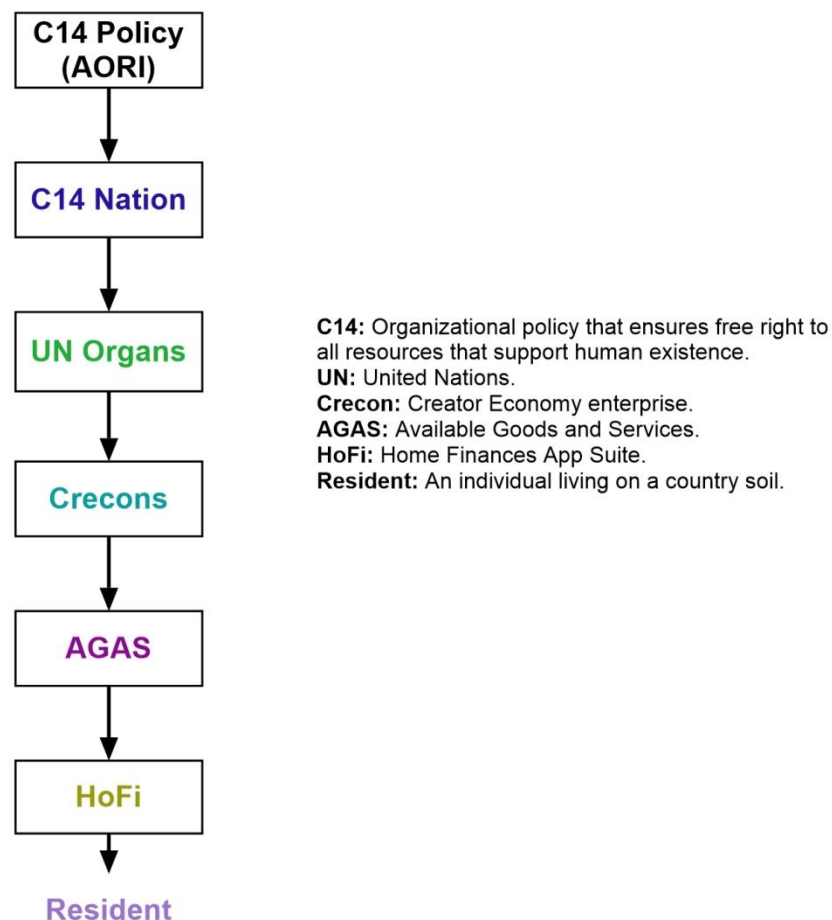 C14 Policy
(AORI)
C14 Nation
UN Organs
C14: Organizational policy that ensures free right to
all resources that support human existence.
UN: United Nations.
Crecon: Creator Economy enterprise.
AGAS: Available Goods and Services.
HoFi: Home Finances App Suite.
Resident: An individual living on a country soil.
Crecons
AGAS
HoFi
Resident